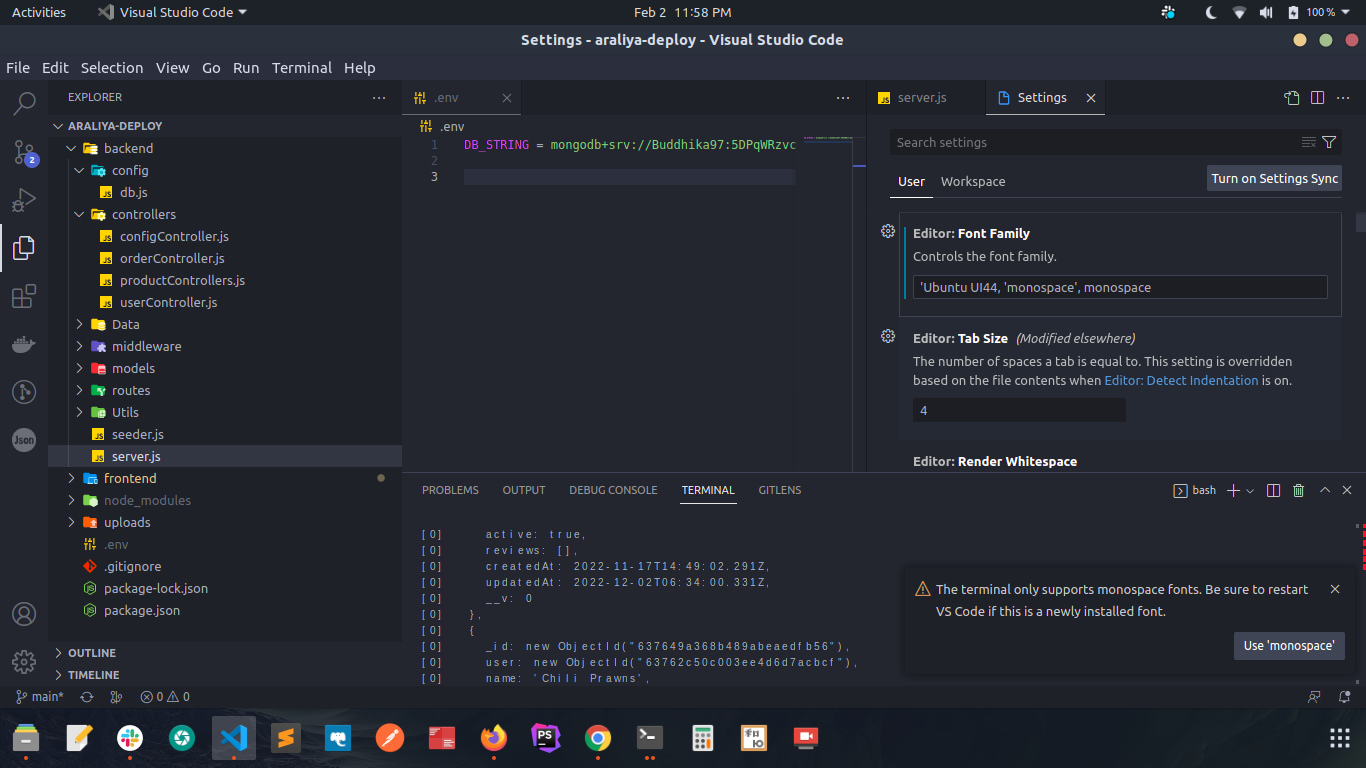 Activities
Visual Studio Code
Feb 2 11:58 PM
100 %
Settings - araliya-deploy - Visual Studio Code
File Edit Selection View Go Run Terminal Help
EXPLORER
ARALIYA-DEPLOY
backend
config
db.js
controllers
configController.js
orderController.js
productControllers.js
userController.js
Data
middleware
models
routes
Utils
seeder.js
server.js
frontend
node_modules
uploads
.env
.gitignore
package-lock.json
package.json
OUTLINE
TIMELINE
2
Json
.env
.env
1 DB_STRING = mongodb+srv://Buddhika97:5DPqWRzvc
2
3
server.js
Settings
Search settings
User Workspace
Turn on Settings Sync
Editor: Font Family
Controls the font family.
'Ubuntu UI44, 'monospace', monospace
Editor: Tab Size (Modified elsewhere)
The number of spaces a tab is equal to. This setting is overridden
based on the file contents when Editor: Detect Indentation is on.
4
Editor: Render Whitespace
PROBLEMS OUTPUT DEBUG CONSOLE TERMINAL GITLENS
bash
[0] active: true,
[0] reviews: [],
[0] createdAt: 2022-11-17T14:49:02.291Z,
[0] updatedAt: 2022-12-02T06:34:00.331Z,
[0] __v: 0
[0] },
[0] {
[0] _id: new ObjectId("637649a368b489abeaedfb56"),
[0] user: new ObjectId("63762c50c003ee4d6d7acbcf"),
[0] name: 'Chili Prawns',
The terminal only supports monospace fonts. Be sure to restart
VS Code if this is a newly installed font.
Use 'monospace'
main*
0 0
PS